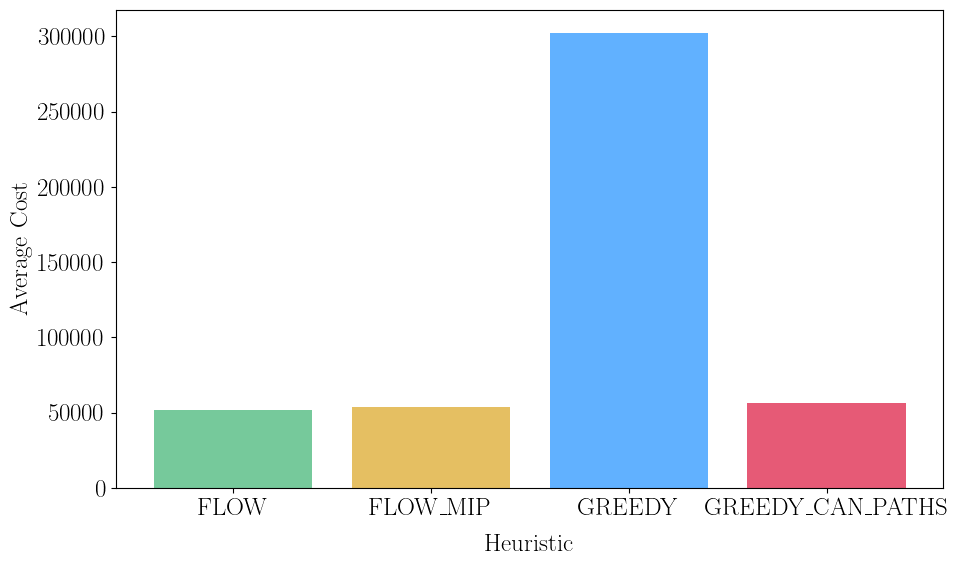 300000
250000
200000
150000
100000
50000
0
Average Cost
FLOW
FLOW_MIP
GREEDY
GREEDY_CAN_PATHS
Heuristic